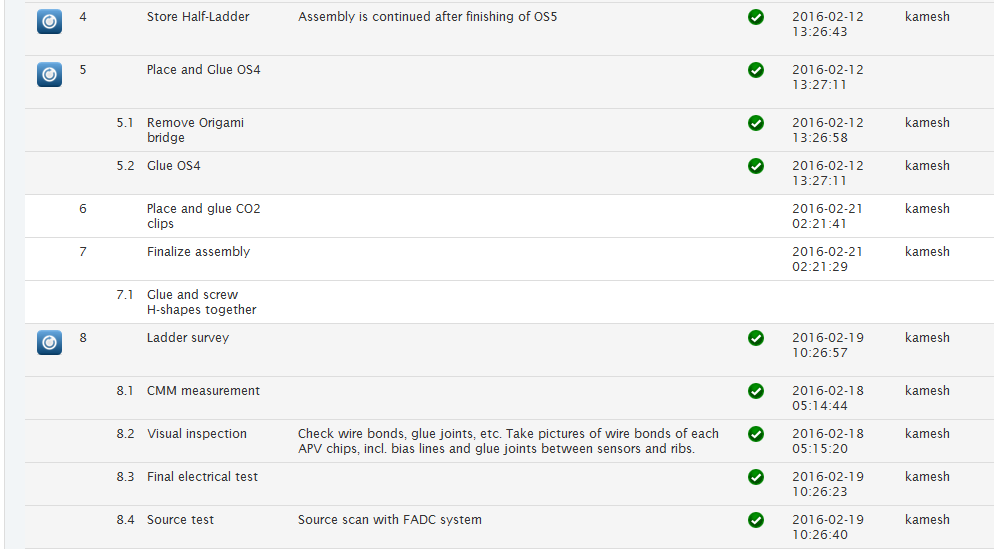 4 Store Half-Ladder Assembly is continued after finishing of OS5 2016-02-12 kamesh
13:26:43
5 Place and Glue OS4 2016-02-12
13:27:11
5.1 Remove Origami 2016-02-12 kamesh
bridge 13:26:58
5.2 Glue OS4 2016-02-12 kamesh
13:27:11
6 Place and glue CO2 2016-02-21 kamesh
clips 02:21:41
7 Finalize assembly 2016-02-21 kamesh
02:21:29
7.1 Glue and screw
H-shapes together
8 Ladder survey 2016-02-19 kamesh
10:26:57
8.1 CMM measurement 2016-02-18 kamesh
05:14:44
8.2 Visual inspection Check wire bonds, glue joints, etc. Take pictures of wire bonds of each 2016-02-18 kamesh
APV chips, incl. bias lines and glue joints between sensors and ribs. 05:15:20
8.3 Final electrical test 2016-02-19 kamesh
10:26:23
8.4 Source test Source scan with FADC system 2016-02-19 kamesh
10:26:40